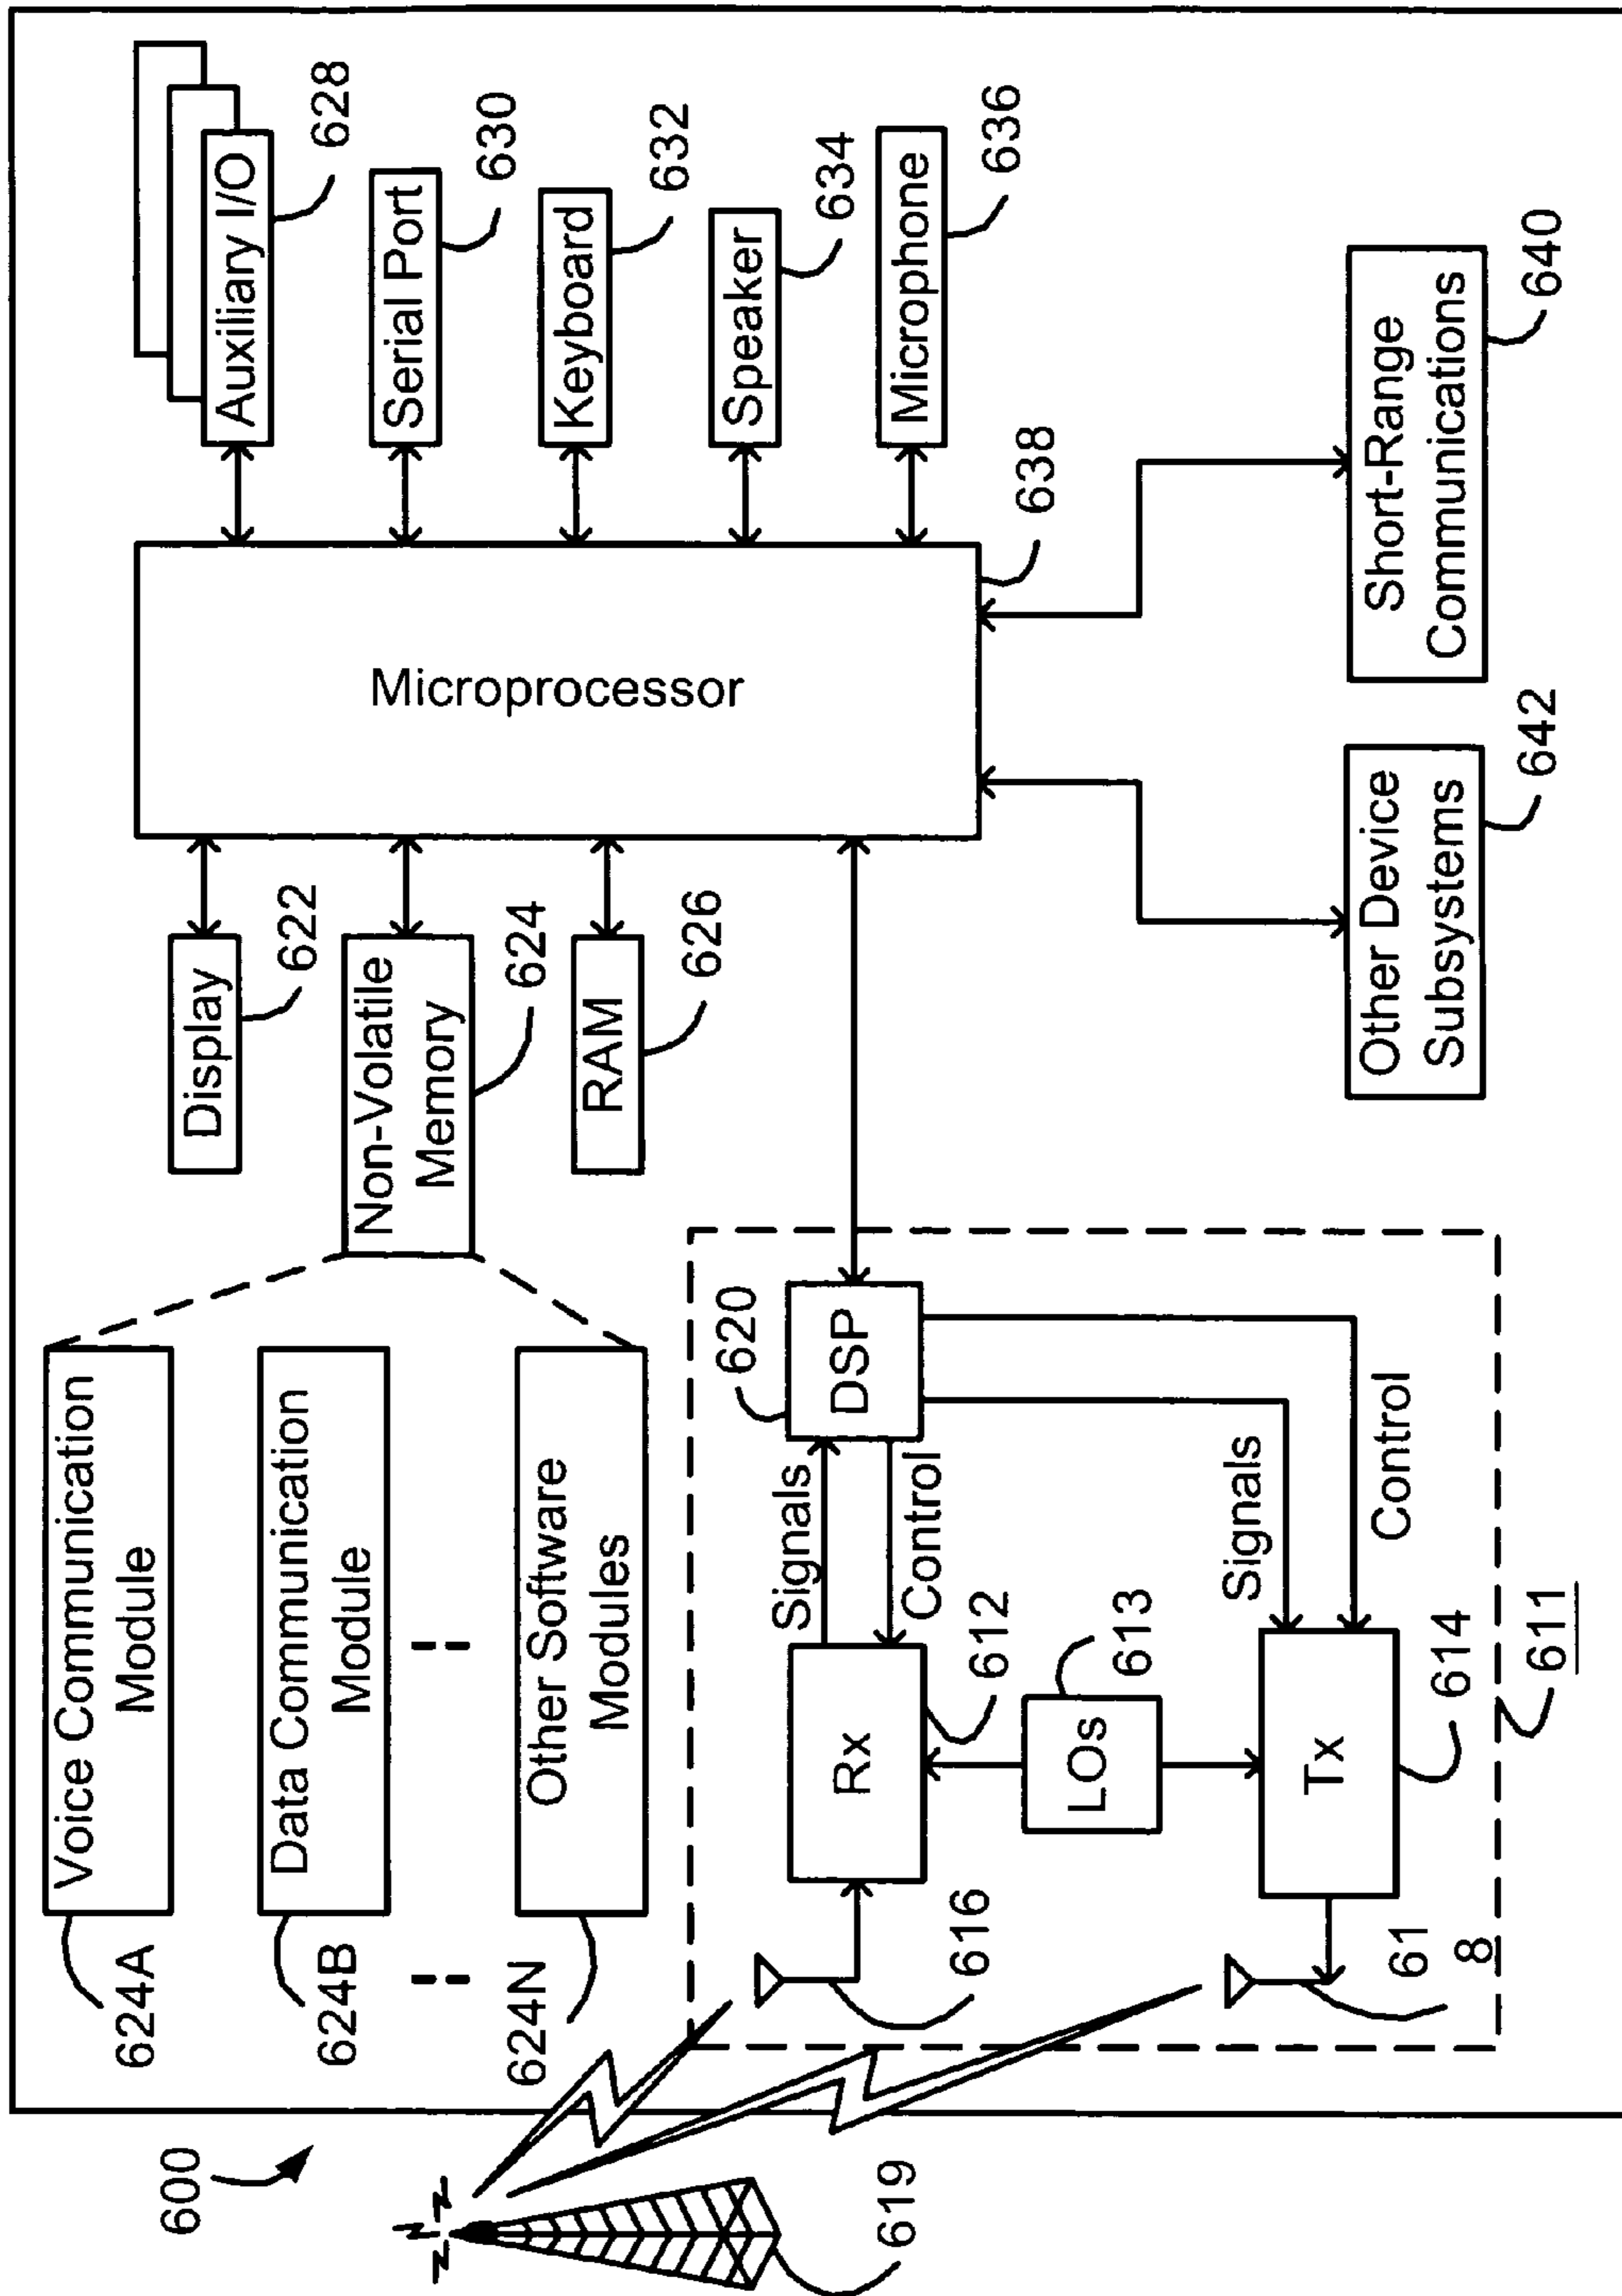 600
619
624A
Voice Communication
Module
624B
Data Communication
Module
624N
Other Software
Modules
Display
622
Non-Volatile
Memory
624
RAM
626
Microprocessor
638
Auxiliary I/O
628
Serial Port
630
Keyboard
632
Speaker
634
Microphone
636
Short-Range
Communications
640
Other Device
Subsystems
642
620
DSP
Signals
Control
Rx
612
616
LOs
613
Signals
Control
Tx
614
61
8
611